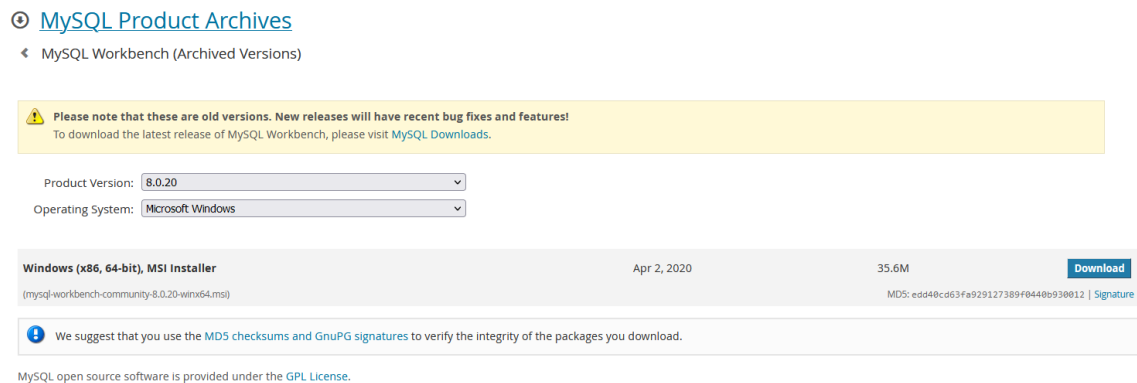 MySQL Product Archives
MySQL Workbench (Archived Versions)
Please note that these are old versions. New releases will have recent bug fixes and features!
To download the latest release of MySQL Workbench, please visit MySQL Downloads.
Product Version: 8.0.20
Operating System: Microsoft Windows
Windows (x86, 64-bit), MSI Installer Apr 2, 2020 35.6M Download
(mysql-workbench-community-8.0.20-winx64.msi) MD5: edd40cd63fa929127389f0440b930012 | Signature
We suggest that you use the MD5 checksums and GnuPG signatures to verify the integrity of the packages you download.
MySQL open source software is provided under the GPL License.